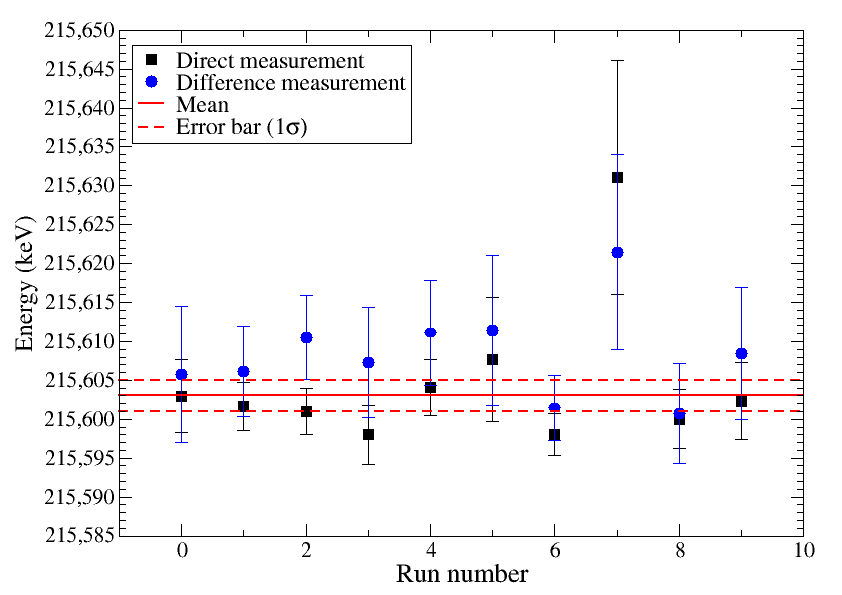 215,650
215,645
215,640
215,635
215,630
215,625
215,620
215,615
215,610
215,605
215,600
215,595
215,590
215,585
Energy (keV)
Direct measurement
Difference measurement
Mean
Error bar (1σ)
0 2 4 6 8 10
Run number